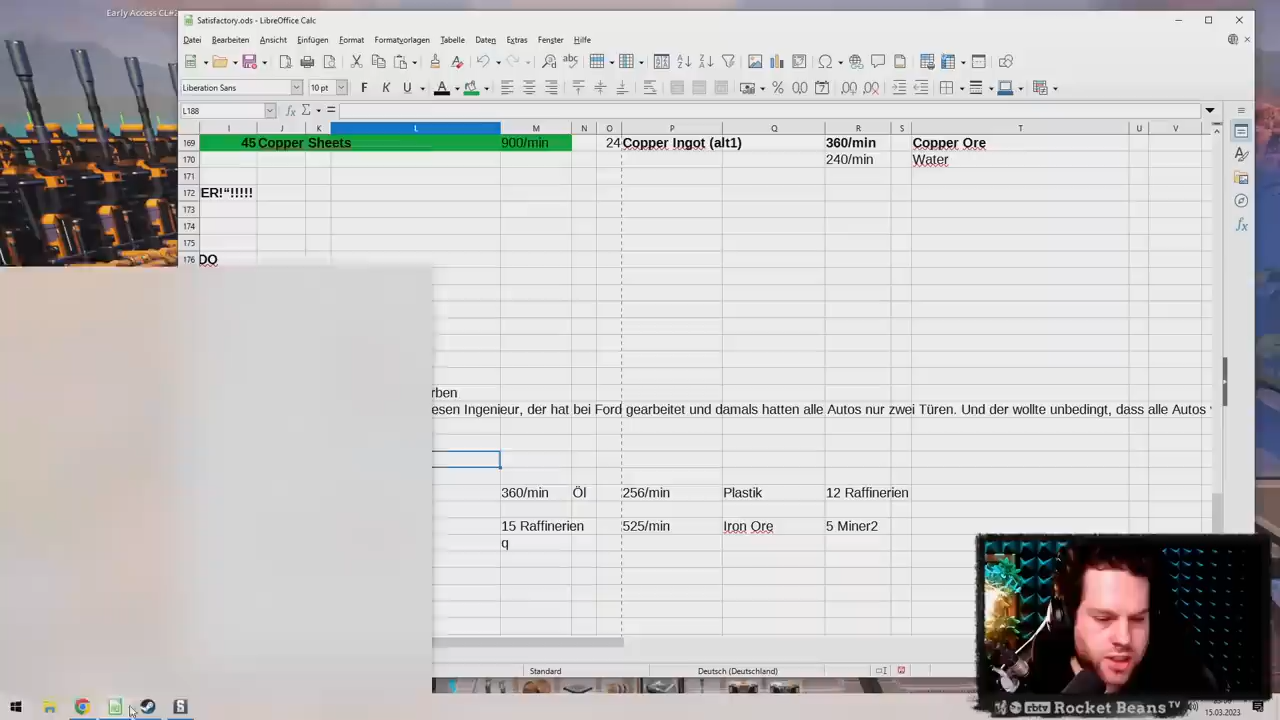 Early Access CL#2
Satisfactory.ods - LibreOffice Calc
Datei Bearbeiten Ansicht Einfügen Format Formatvorlagen Tabelle Daten Extras Fenster Hilfe
Liberation Sans 10 pt F K U
L188
I J K L M N O P Q R S T U V
169 45 Copper Sheets 900/min 24 Copper Ingot (alt1) 360/min Copper Ore
170 240/min Water
171
172 ER!“!!!!!
173
174
175
176 DO
rben
esen Ingenieur, der hat bei Ford gearbeitet und damals hatten alle Autos nur zwei Türen. Und der wollte unbedingt, dass alle Autos
360/min Öl 256/min Plastik 12 Raffinerien
15 Raffinerien 525/min Iron Ore 5 Miner2
q
Standard Deutsch (Deutschland)
rbtv Rocket Beans TV
15.03.2023